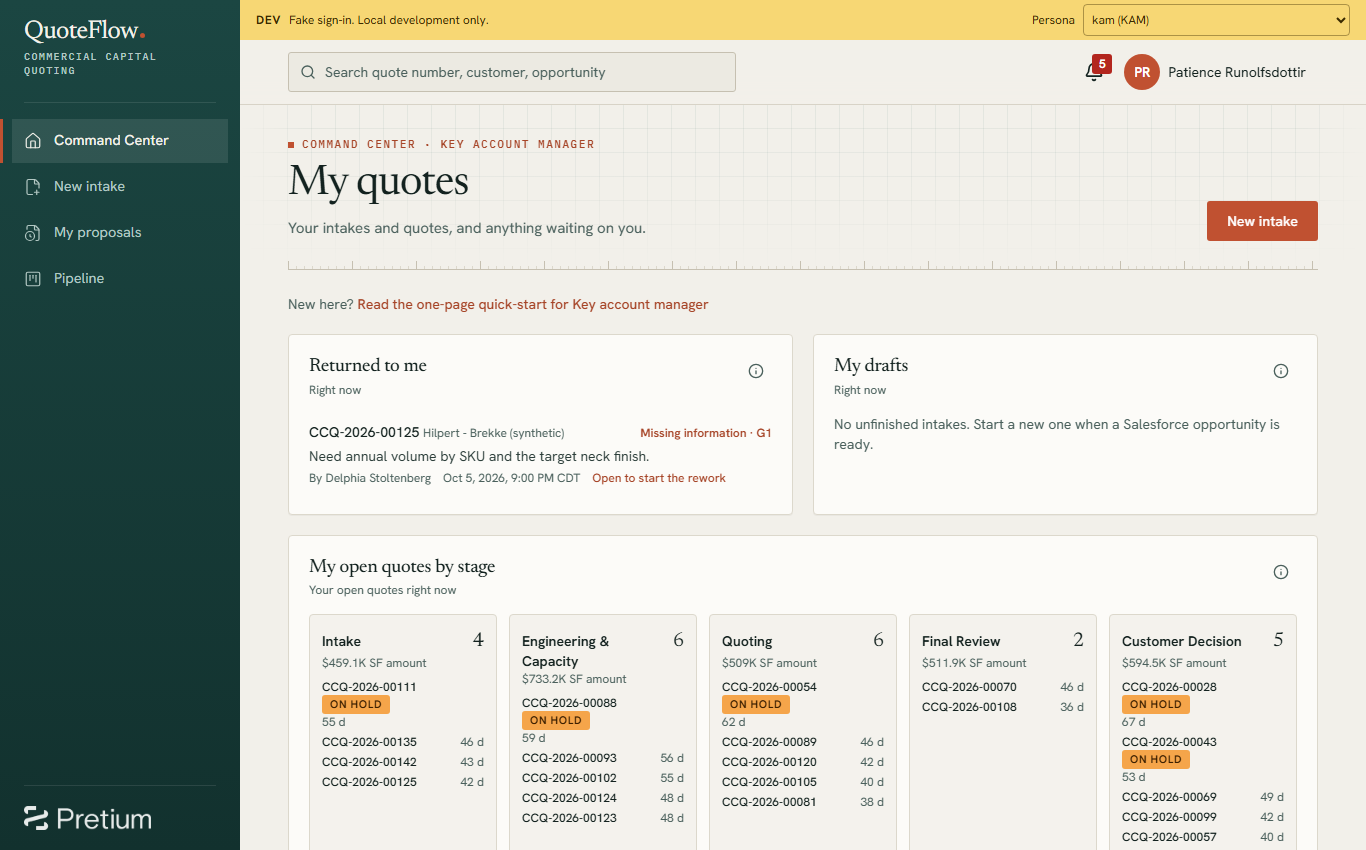 QuoteFlow.
COMMERCIAL CAPITAL
QUOTING
Command Center
New intake
My proposals
Pipeline
Pretium
DEV Fake sign-in. Local development only.
Persona kam (KAM)
Search quote number, customer, opportunity
5
PR Patience Runolfsdottir
COMMAND CENTER · KEY ACCOUNT MANAGER
My quotes
Your intakes and quotes, and anything waiting on you.
New intake
New here? Read the one-page quick-start for Key account manager
Returned to me
Right now
CCQ-2026-00125 Hilpert - Brekke (synthetic) Missing information · G1
Need annual volume by SKU and the target neck finish.
By Delphia Stoltenberg Oct 5, 2026, 9:00 PM CDT Open to start the rework
My drafts
Right now
No unfinished intakes. Start a new one when a Salesforce opportunity is
ready.
My open quotes by stage
Your open quotes right now
Intake 4
$459.1K SF amount
CCQ-2026-00111
ON HOLD
55 d
CCQ-2026-00135 46 d
CCQ-2026-00142 43 d
CCQ-2026-00125 42 d
Engineering & 6
Capacity
$733.2K SF amount
CCQ-2026-00088
ON HOLD
59 d
CCQ-2026-00093 56 d
CCQ-2026-00102 55 d
CCQ-2026-00124 48 d
CCQ-2026-00123 48 d
Quoting 6
$509K SF amount
CCQ-2026-00054
ON HOLD
62 d
CCQ-2026-00089 46 d
CCQ-2026-00120 42 d
CCQ-2026-00105 40 d
CCQ-2026-00081 38 d
Final Review 2
$511.9K SF amount
CCQ-2026-00070 46 d
CCQ-2026-00108 36 d
Customer Decision 5
$594.5K SF amount
CCQ-2026-00028
ON HOLD
67 d
CCQ-2026-00043
ON HOLD
53 d
CCQ-2026-00069 49 d
CCQ-2026-00099 42 d
CCQ-2026-00057 40 d